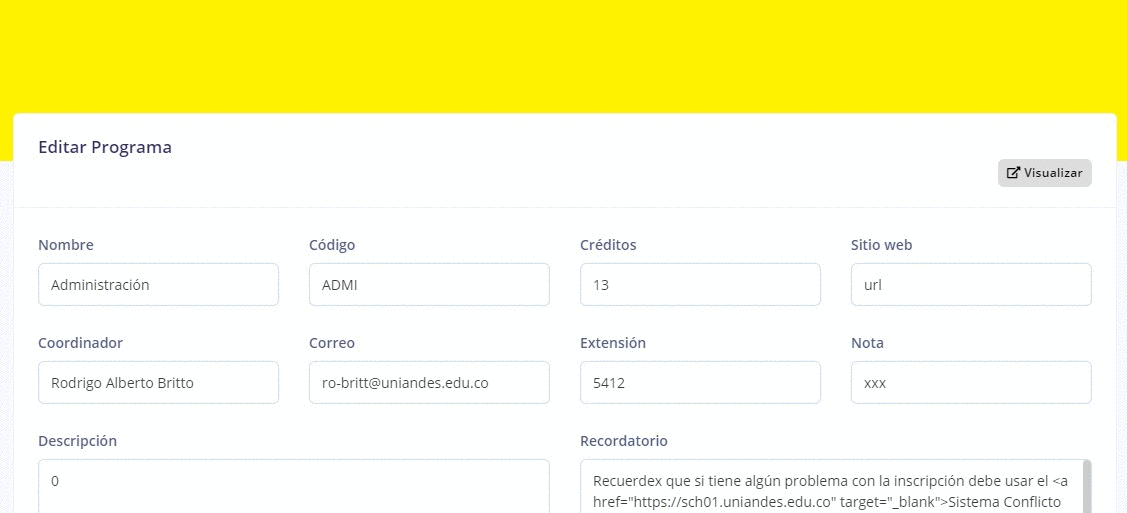 Editar Programa
Visualizar
Nombre Código Créditos Sitio web
Administración ADMI 13 url
Coordinador Correo Extensión Nota
Rodrigo Alberto Britto ro-britt@uniandes.edu.co 5412 xxx
Descripción Recordatorio
0 Recuerdex que si tiene algún problema con la inscripción debe usar el <a
href="https://sch01.uniandes.edu.co" target="_blank">Sistema Conflicto